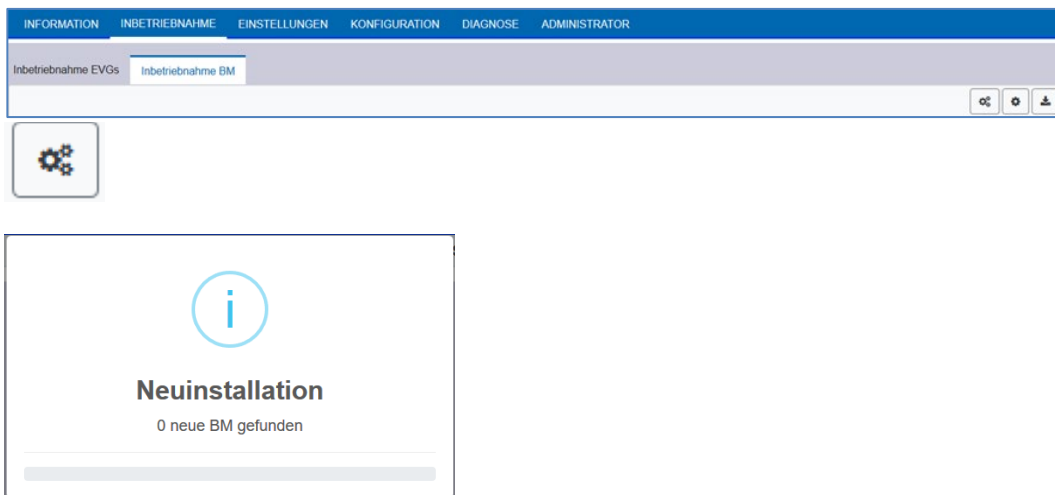 INFORMATION INBETRIEBNAHME EINSTELLUNGEN KONFIGURATION DIAGNOSE ADMINISTRATOR
Inbetriebnahme EVGs Inbetriebnahme BM
i
Neuinstallation
0 neue BM gefunden